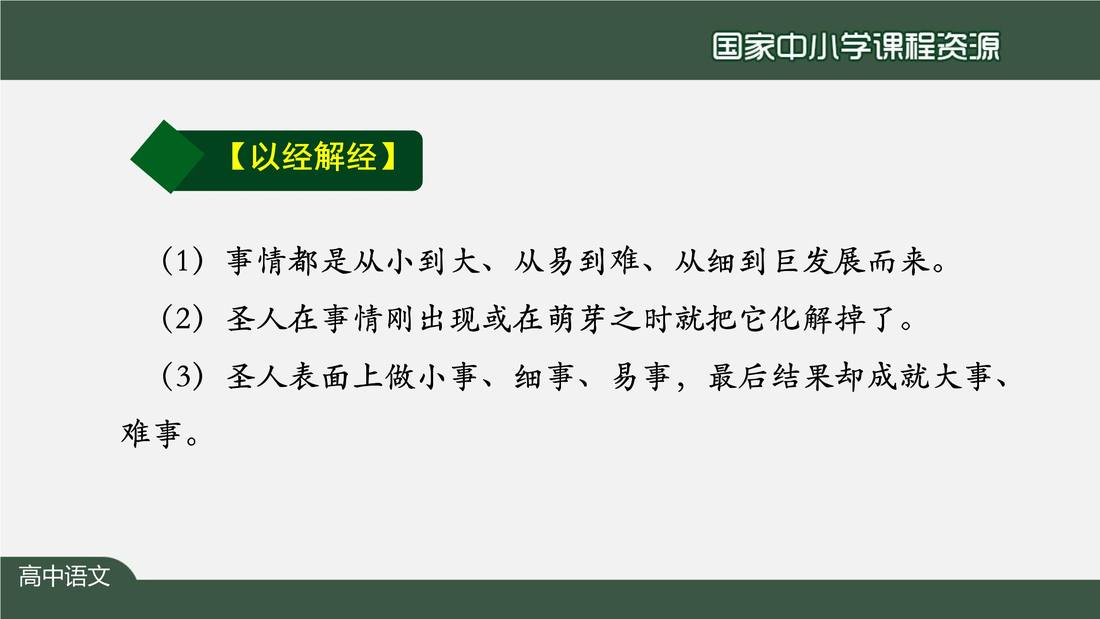 国家中小学课程资源
【以经解经】
（1）事情都是从小到大、从易到难、从细到巨发展而来。
（2）圣人在事情刚出现或在萌芽之时就把它化解掉了。
（3）圣人表面上做小事、细事、易事，最后结果却成就大事、
难事。
高中语文